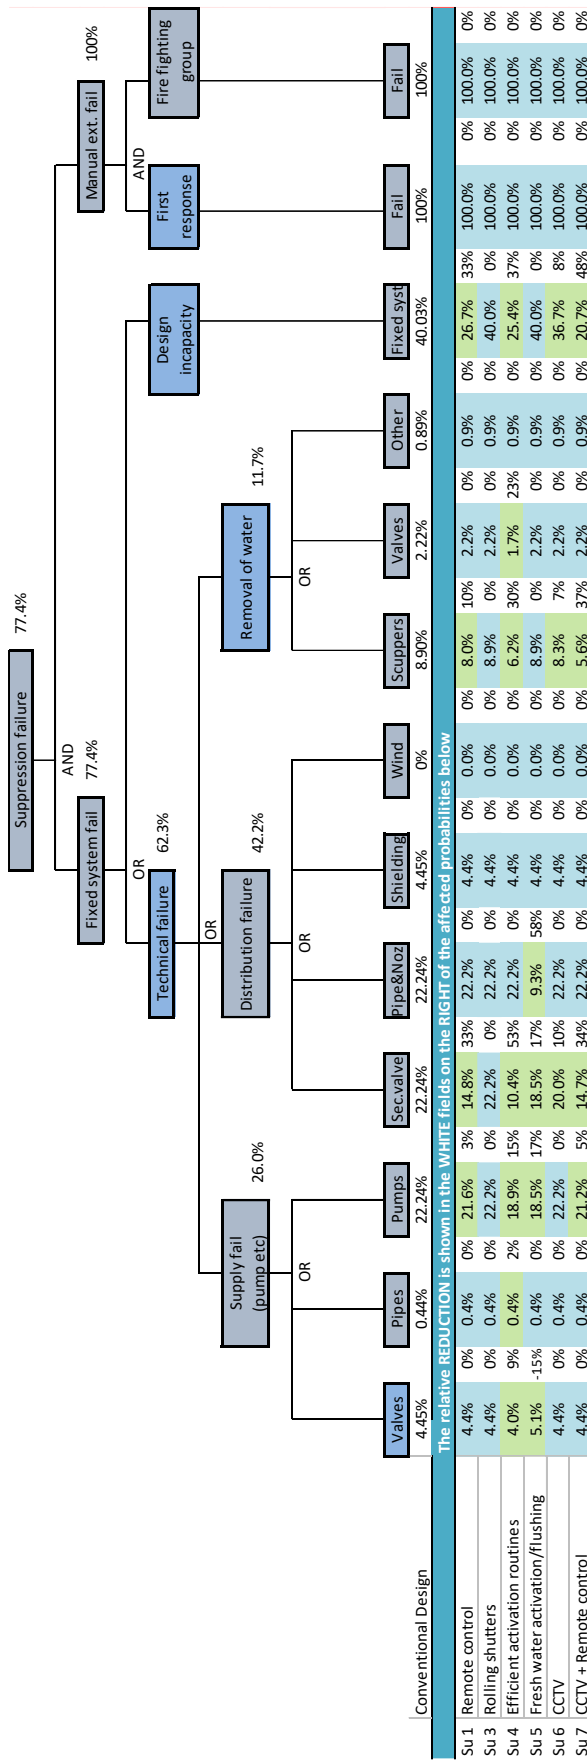 Suppression failure 77.4%
AND
Fixed system fail 77.4% Manual ext. fail 100%
OR AND
Technical failure 62.3% Design incapacity First response Fire fighting group
OR
Supply fail (pump etc) 26.0% Distribution failure 42.2% Removal of water 11.7%
OR OR OR
Valves Pipes Pumps Sec.valve Pipe&Noz Shielding Wind Scuppers Valves Other Fixed syst Fail Fail
Conventional Design 4.45% 0.44% 22.24% 22.24% 22.24% 4.45% 0% 8.90% 2.22% 0.89% 40.03% 100% 100%
The relative REDUCTION is shown in the WHITE fields on the RIGHT of the affected probabilities below
Su 1 Remote control 4.4% 0% 0.4% 0% 21.6% 3% 14.8% 33% 22.2% 0% 4.4% 0% 0.0% 0% 8.0% 10% 2.2% 0% 0.9% 0% 26.7% 33% 100.0% 0% 100.0% 0%
Su 3 Rolling shutters 4.4% 0% 0.4% 0% 22.2% 0% 22.2% 0% 22.2% 0% 4.4% 0% 0.0% 0% 8.9% 0% 2.2% 0% 0.9% 0% 40.0% 0% 100.0% 0% 100.0% 0%
Su 4 Efficient activation routines 4.0% 9% 0.4% 2% 18.9% 15% 10.4% 53% 22.2% 0% 4.4% 0% 0.0% 0% 6.2% 30% 1.7% 23% 0.9% 0% 25.4% 37% 100.0% 0% 100.0% 0%
Su 5 Fresh water activation/flushing 5.1% -15% 0.4% 0% 18.5% 17% 18.5% 17% 9.3% 58% 4.4% 0% 0.0% 0% 8.9% 0% 2.2% 0% 0.9% 0% 40.0% 0% 100.0% 0% 100.0% 0%
Su 6 CCTV 4.4% 0% 0.4% 0% 22.2% 0% 20.0% 10% 22.2% 0% 4.4% 0% 0.0% 0% 8.3% 7% 2.2% 0% 0.9% 0% 36.7% 8% 100.0% 0% 100.0% 0%
Su 7 CCTV + Remote control 4.4% 0% 0.4% 0% 21.2% 5% 14.7% 34% 22.2% 0% 4.4% 0% 0.0% 0% 5.6% 37% 2.2% 0% 0.9% 0% 20.7% 48% 100.0% 0% 100.0% 0%